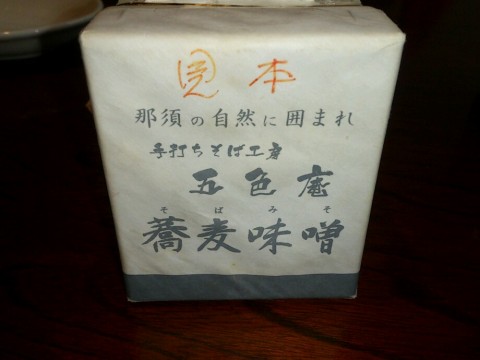 見本
那須の自然に囲まれ
手打ちそば工房
五色庵
そばみそ
蕎麦味噌